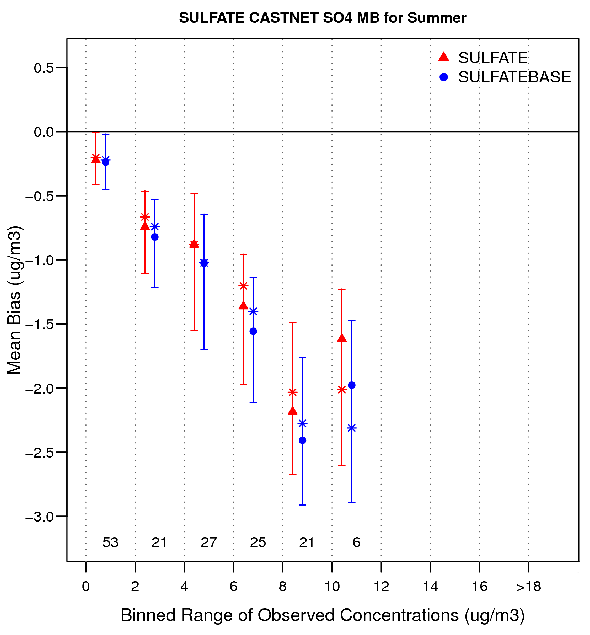 SULFATE CASTNET SO4 MB for Summer
SULFATE
SULFATEBASE
Mean Bias (ug/m3)
0.5
0.0
−0.5
−1.0
−1.5
−2.0
−2.5
−3.0
53 21 27 25 21 6
0 2 4 6 8 10 12 14 16 >18
Binned Range of Observed Concentrations (ug/m3)